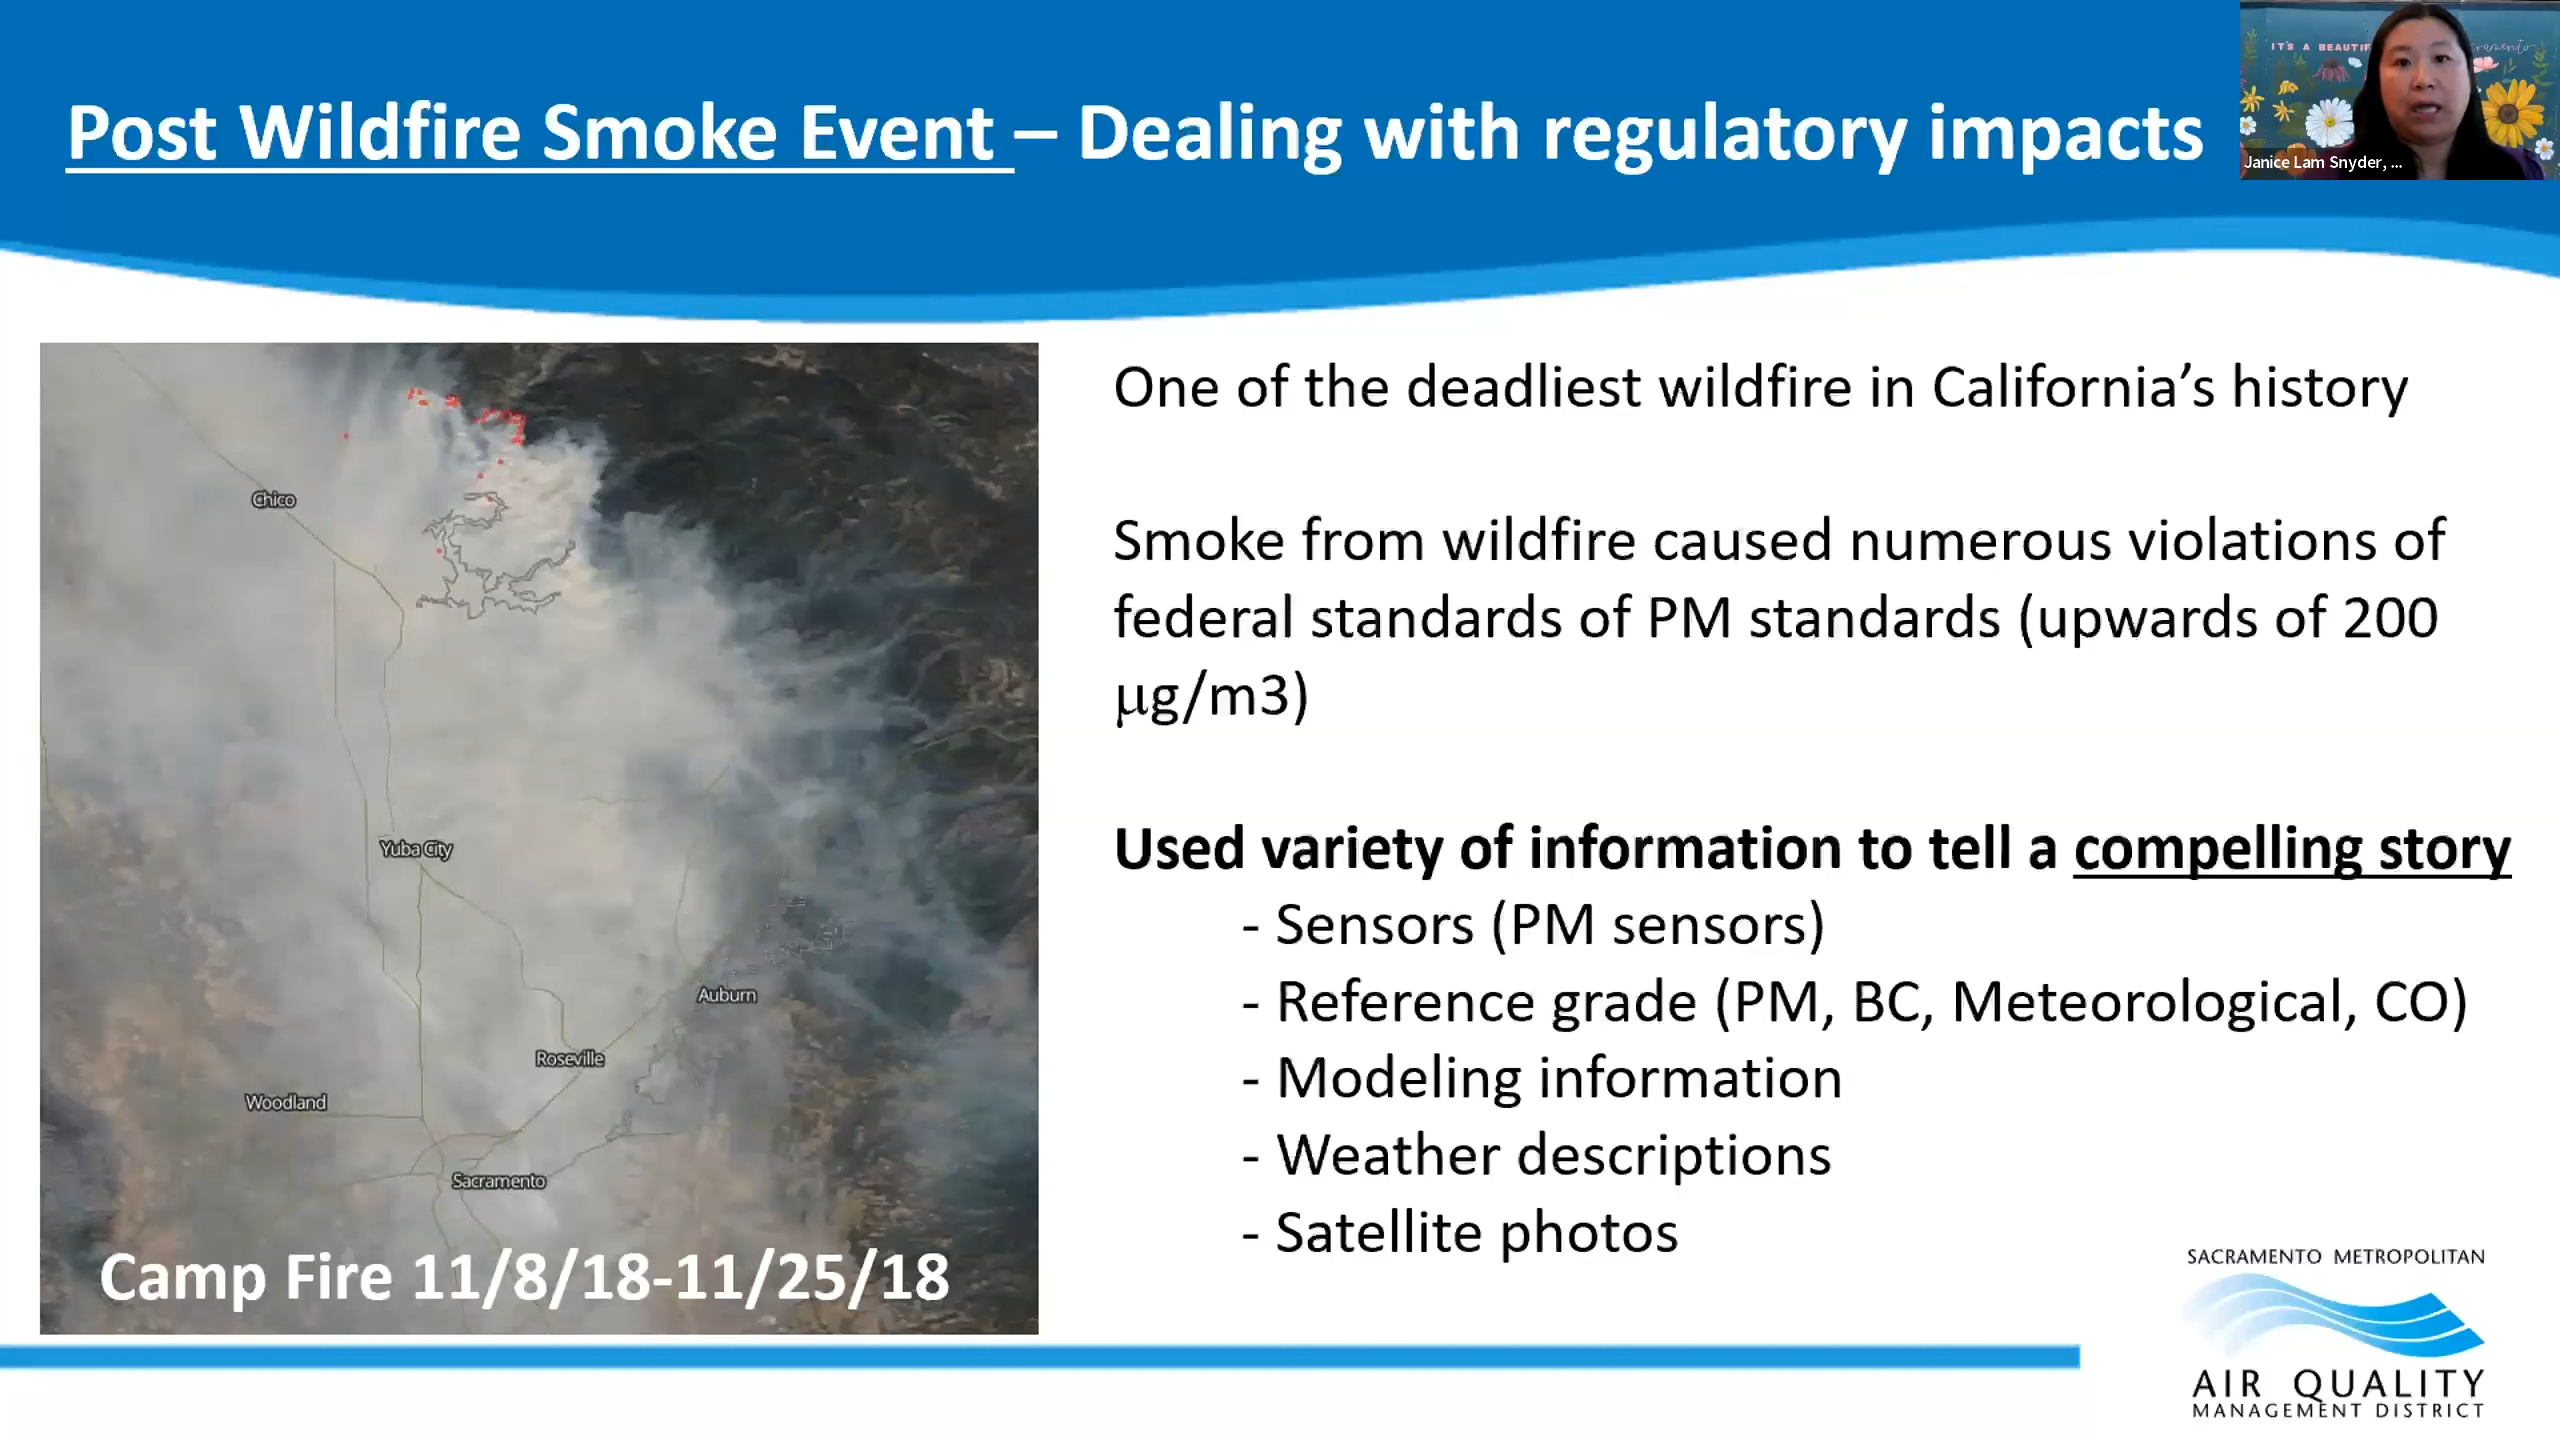 Post Wildfire Smoke Event – Dealing with regulatory impacts
IT'S A BEAUTIF
Janice Lam Snyder, ...
One of the deadliest wildfire in California’s history
Smoke from wildfire caused numerous violations of
federal standards of PM standards (upwards of 200
µg/m3)
Used variety of information to tell a compelling story
- Sensors (PM sensors)
- Reference grade (PM, BC, Meteorological, CO)
- Modeling information
- Weather descriptions
- Satellite photos
Chico
Yuba City
Auburn
Roseville
Woodland
Sacramento
Camp Fire 11/8/18-11/25/18
SACRAMENTO METROPOLITAN
AIR QUALITY
MANAGEMENT DISTRICT